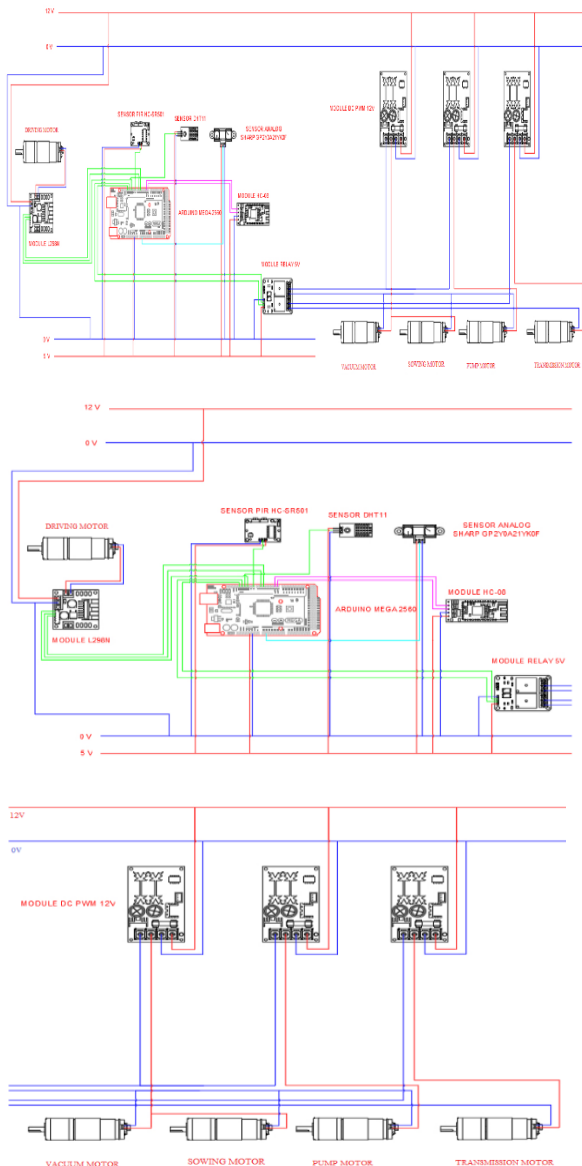 12 V
0 V
SENSOR PIR HC-SR501
SENSOR DHT11
SENSOR ANALOG
SHARP GP2Y0A21YK0F
DRIVING MOTOR
MODULE DC PWM 12V
ARDUINO MEGA 2560
MODULE HC-08
MODULE L298N
MODULE RELAY 5V
0V
5 V
VACUUM MOTOR
SOWING MOTOR
PUMP MOTOR
TRANSMISSION MOTOR
12 V
0 V
SENSOR PIR HC-SR501
SENSOR DHT11
SENSOR ANALOG
SHARP GP2Y0A21YK0F
DRIVING MOTOR
ARDUINO MEGA 2560
MODULE HC-08
MODULE L298N
MODULE RELAY 5V
0 V
5 V
12V
0V
MODULE DC PWM 12V
VACUUM MOTOR
SOWING MOTOR
PUMP MOTOR
TRANSMISSION MOTOR